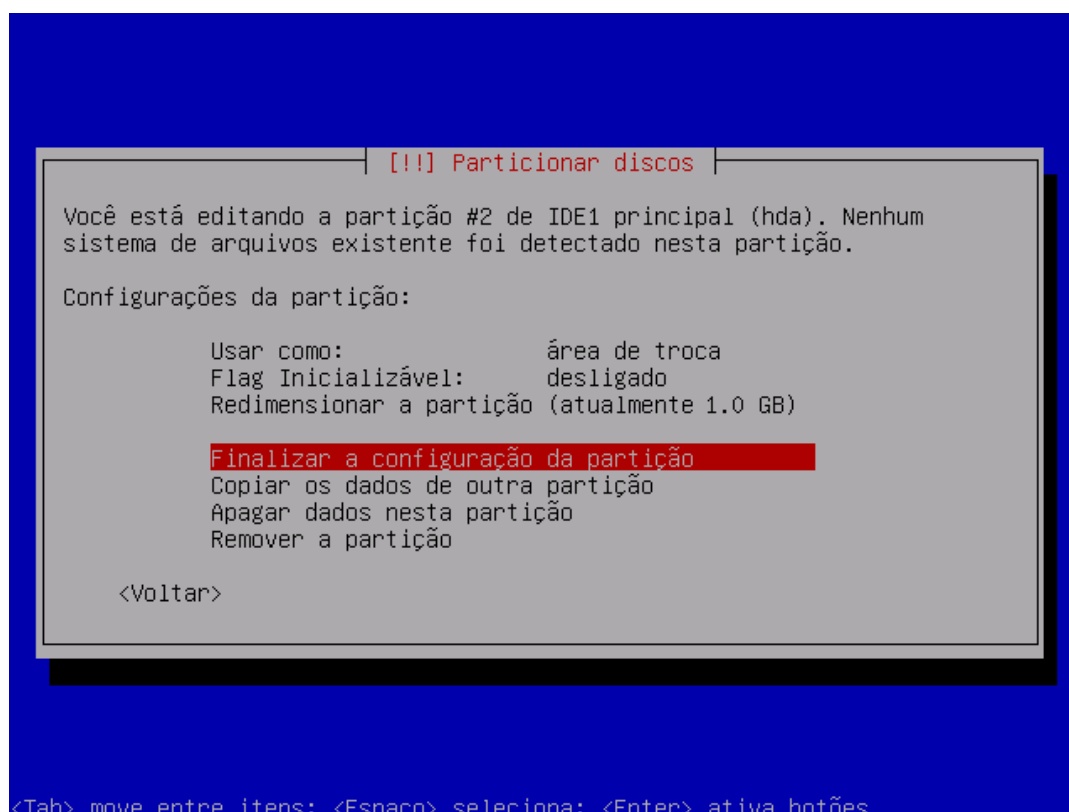 [!!] Particionar discos
Você está editando a partição #2 de IDE1 principal (hda). Nenhum
sistema de arquivos existente foi detectado nesta partição.
Configurações da partição:
Usar como: área de troca
Flag Inicializável: desligado
Redimensionar a partição (atualmente 1.0 GB)
Finalizar a configuração da partição
Copiar os dados de outra partição
Apagar dados nesta partição
Remover a partição
<Voltar>
<Tab> move entre itens; <Espaço> seleciona; <Enter> ativa botões